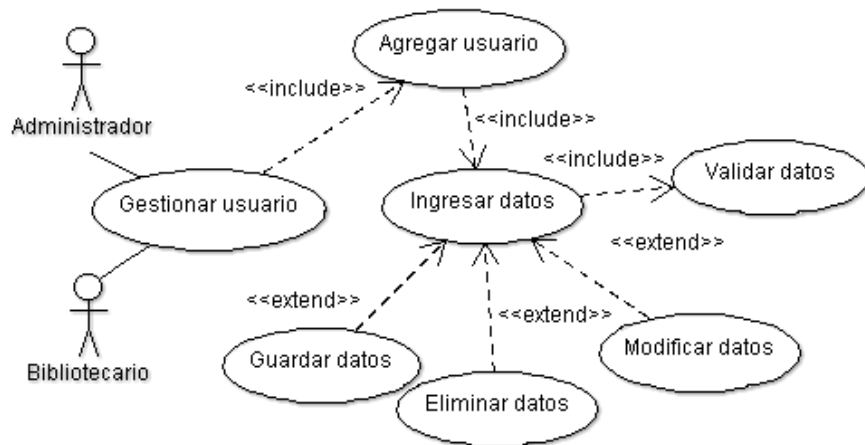 Agregar usuario
<<include>>
Administrador
<<include>>
<<include>>
Validar datos
Gestionar usuario
Ingresar datos
<<extend>>
<<extend>>
<<extend>>
Guardar datos
Modificar datos
Bibliotecario
Eliminar datos